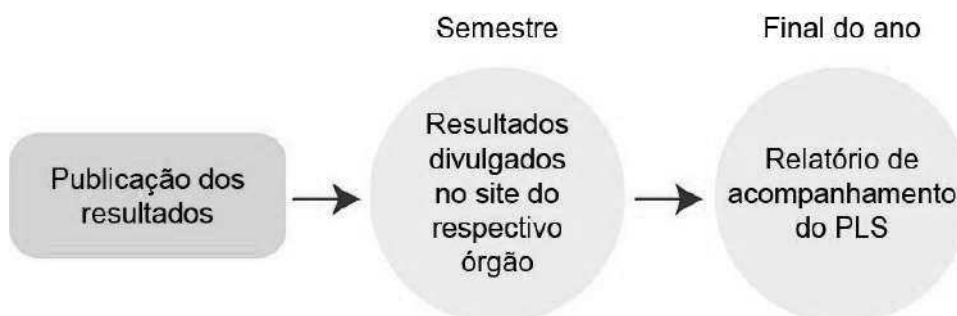 Semestre
Final do ano
Publicação dos
resultados
Resultados
divulgados
no site do
respectivo
órgão
Relatório de
acompanhamento
do PLS